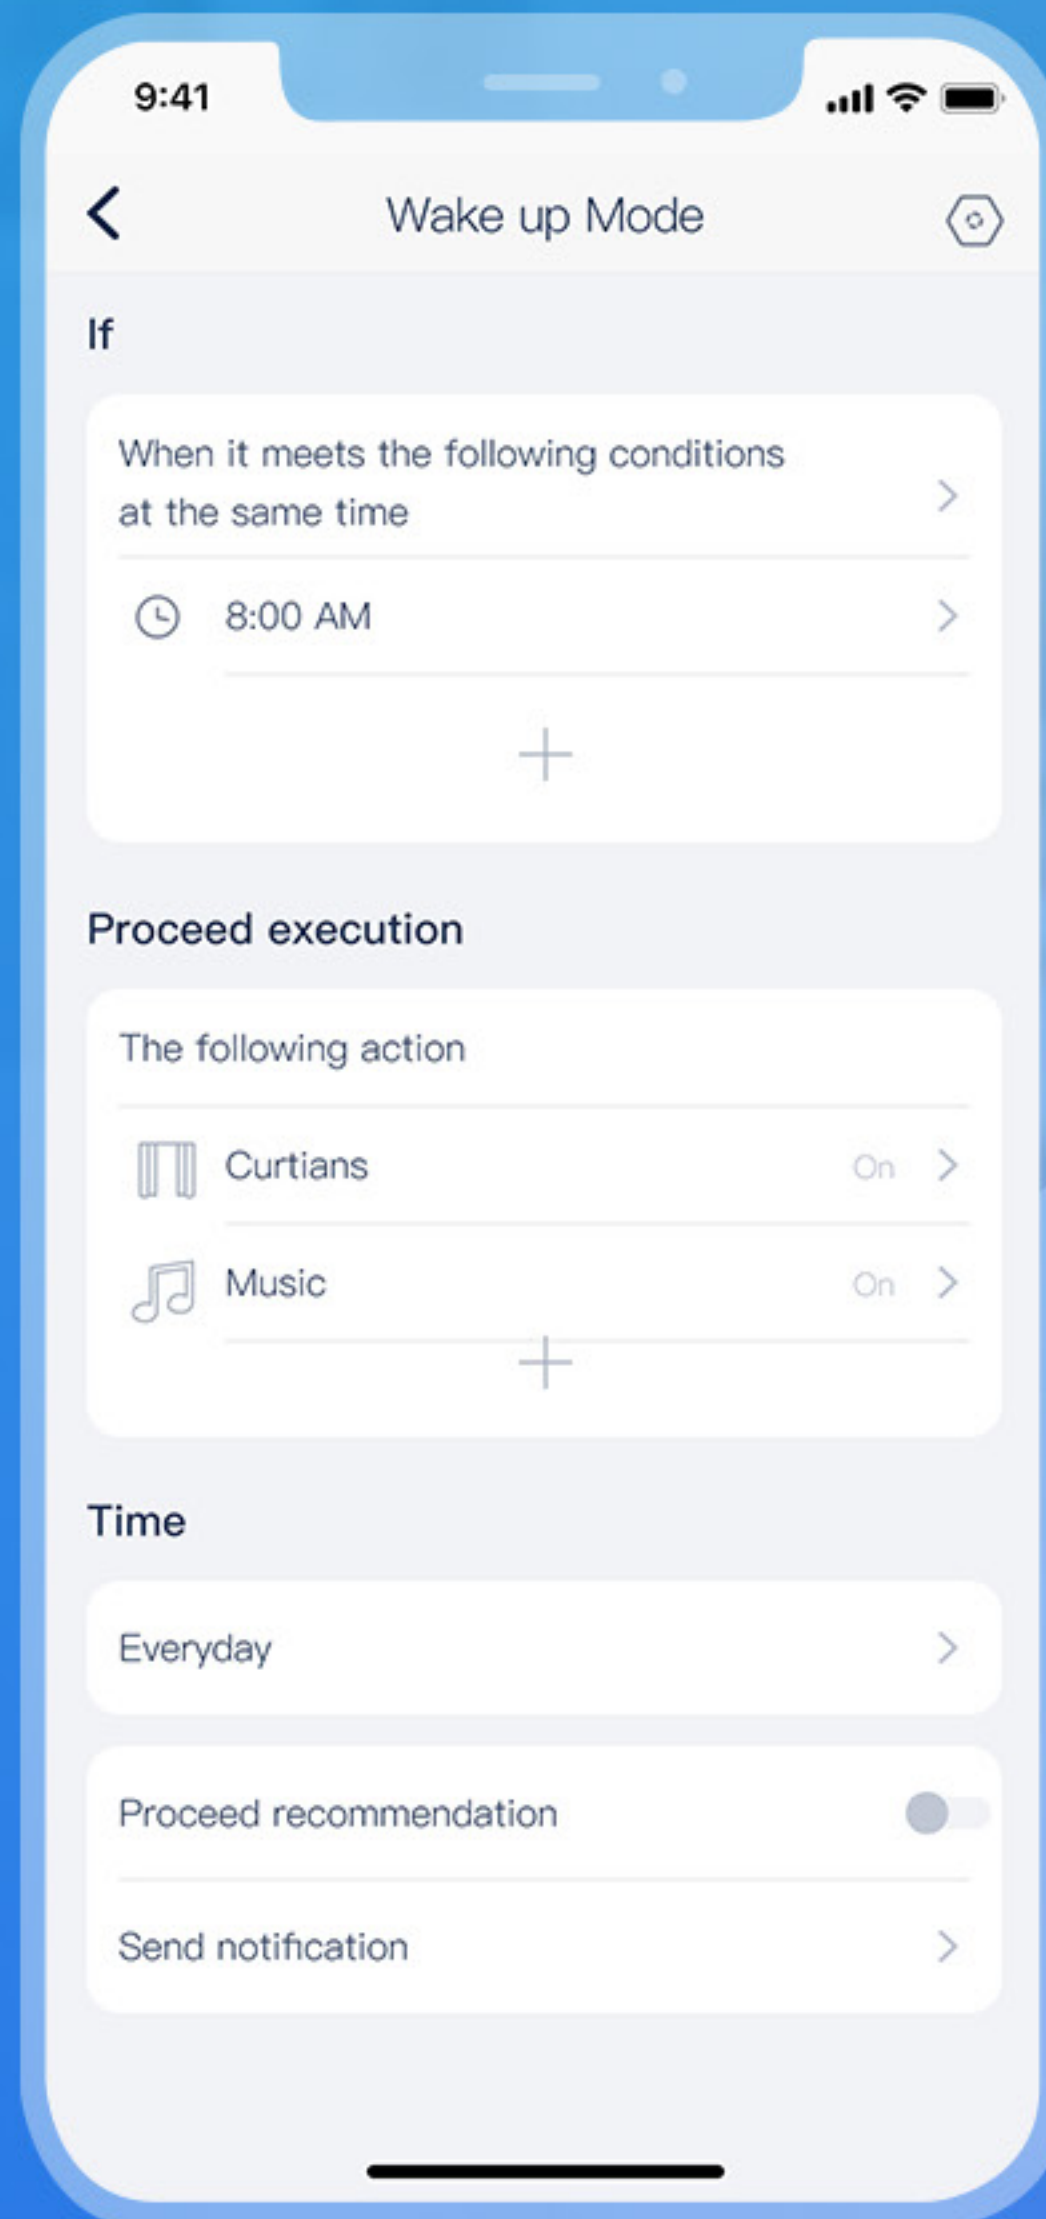 9:41
Wake up Mode
If
When it meets the following conditions
at the same time
8:00 AM
Proceed execution
The following action
Curtians On
Music On
Time
Everyday
Proceed recommendation
Send notification